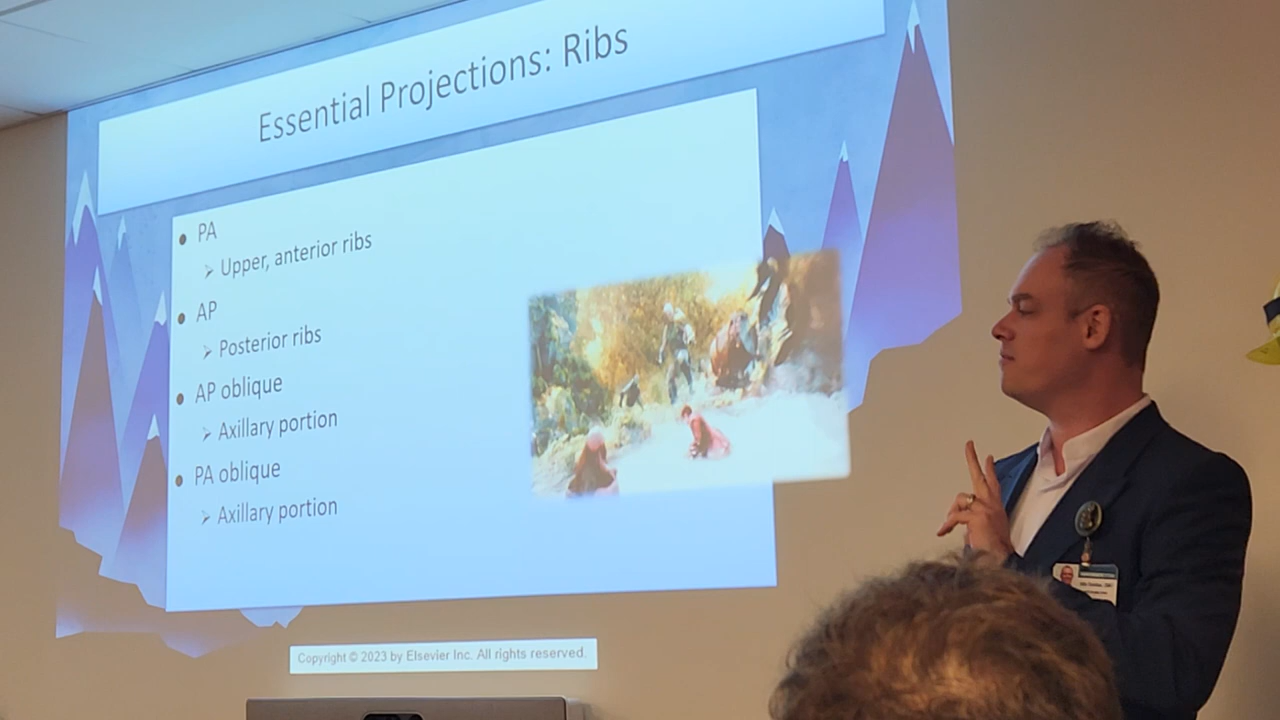 Essential Projections: Ribs
PA
Upper, anterior ribs
AP
Posterior ribs
AP oblique
Axillary portion
PA oblique
Axillary portion
Copyright © 2023 by Elsevier Inc. All rights reserved.